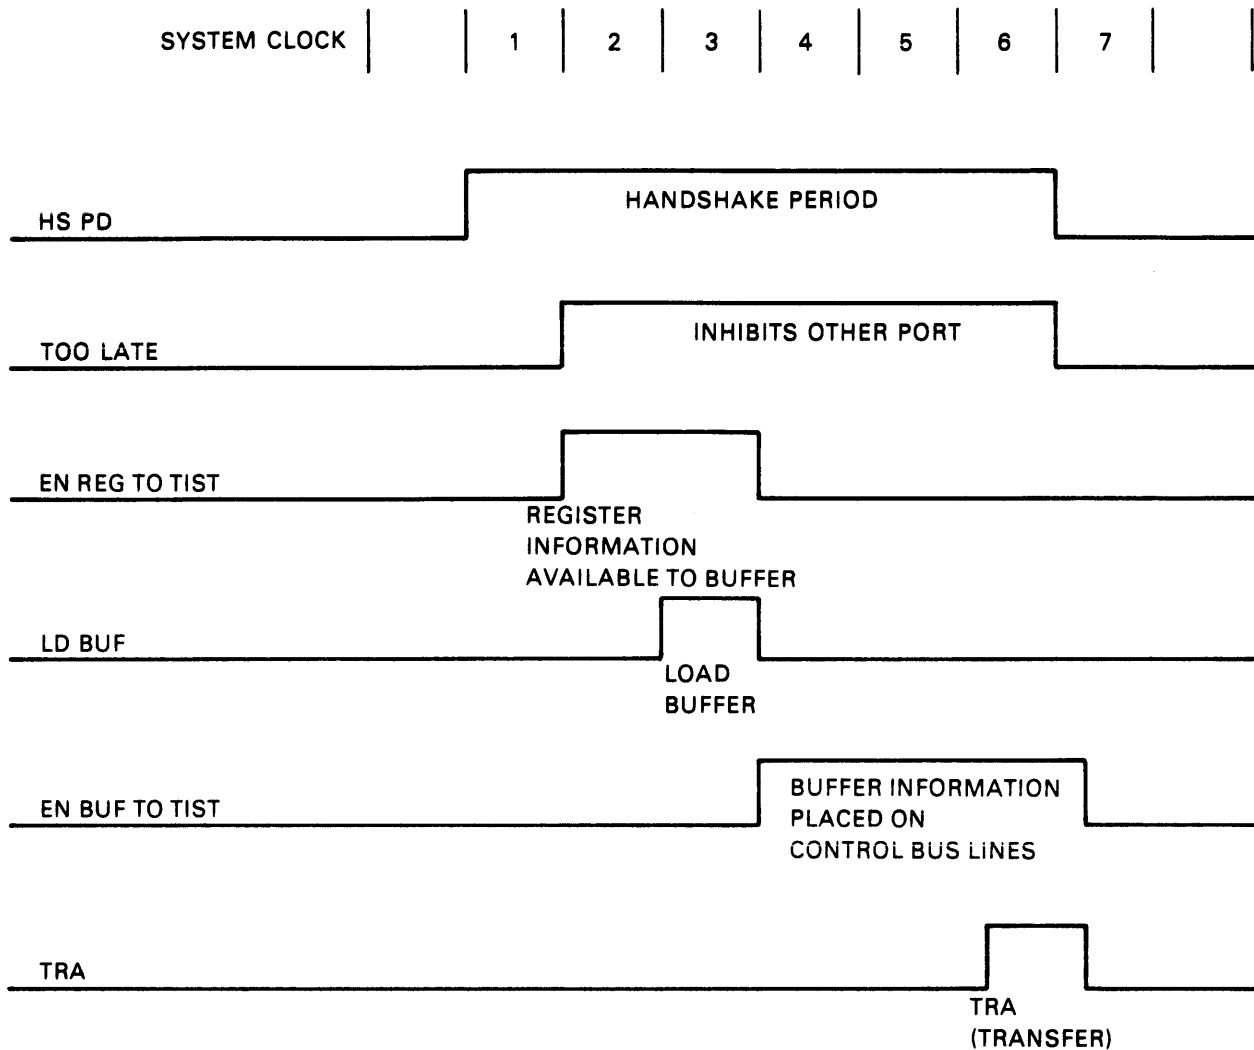 SYSTEM CLOCK 1 2 3 4 5 6 7
HANDSHAKE PERIOD
HS PD
INHIBITS OTHER PORT
TOO LATE
EN REG TO TIST
REGISTER
INFORMATION
AVAILABLE TO BUFFER
LD BUF
LOAD
BUFFER
EN BUF TO TIST
BUFFER INFORMATION
PLACED ON
CONTROL BUS LINES
TRA
TRA
(TRANSFER)